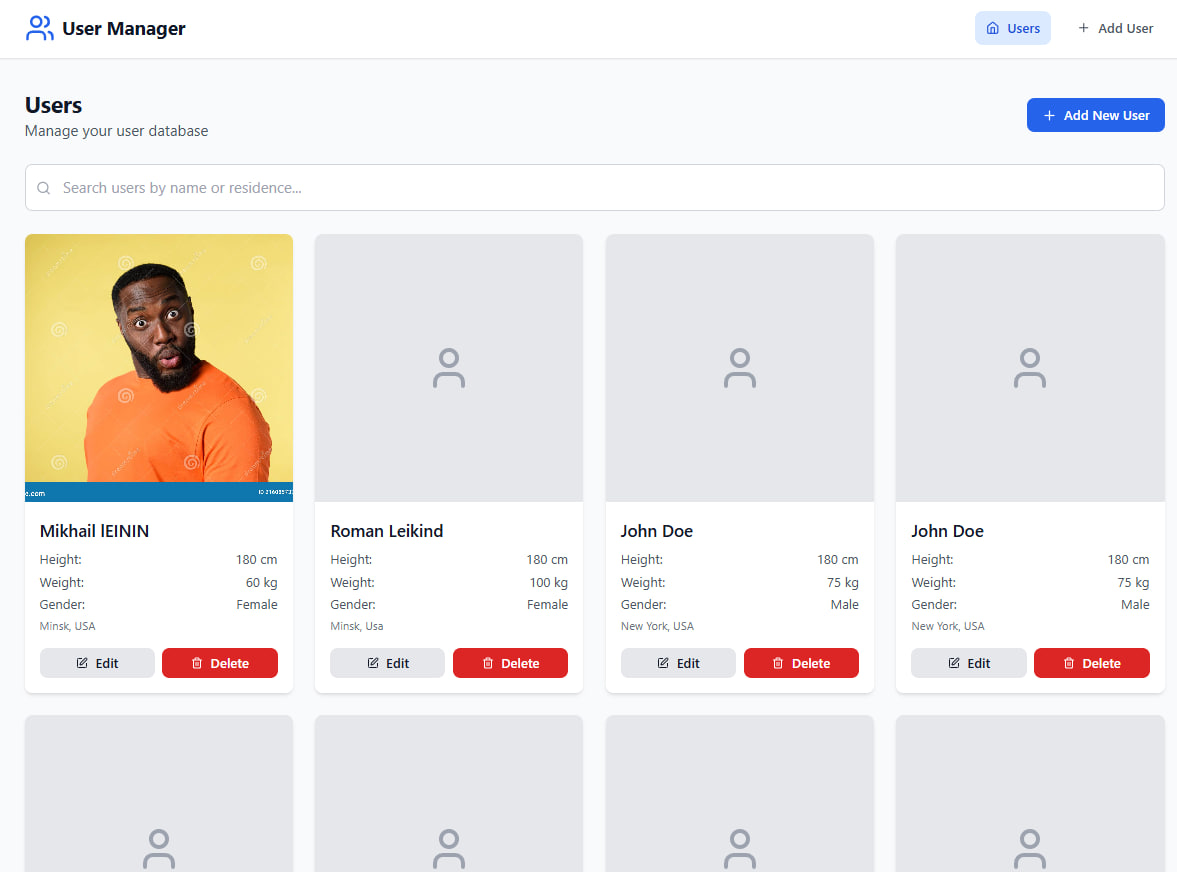 User Manager
Users
Add User
Users
Manage your user database
Add New User
Search users by name or residence...
e.com
Mikhail lEININ
Height: 180 cm
Weight: 60 kg
Gender: Female
Minsk, USA
Edit
Delete
Roman Leikind
Height: 180 cm
Weight: 100 kg
Gender: Female
Minsk, Usa
Edit
Delete
John Doe
Height: 180 cm
Weight: 75 kg
Gender: Male
New York, USA
Edit
Delete
John Doe
Height: 180 cm
Weight: 75 kg
Gender: Male
New York, USA
Edit
Delete